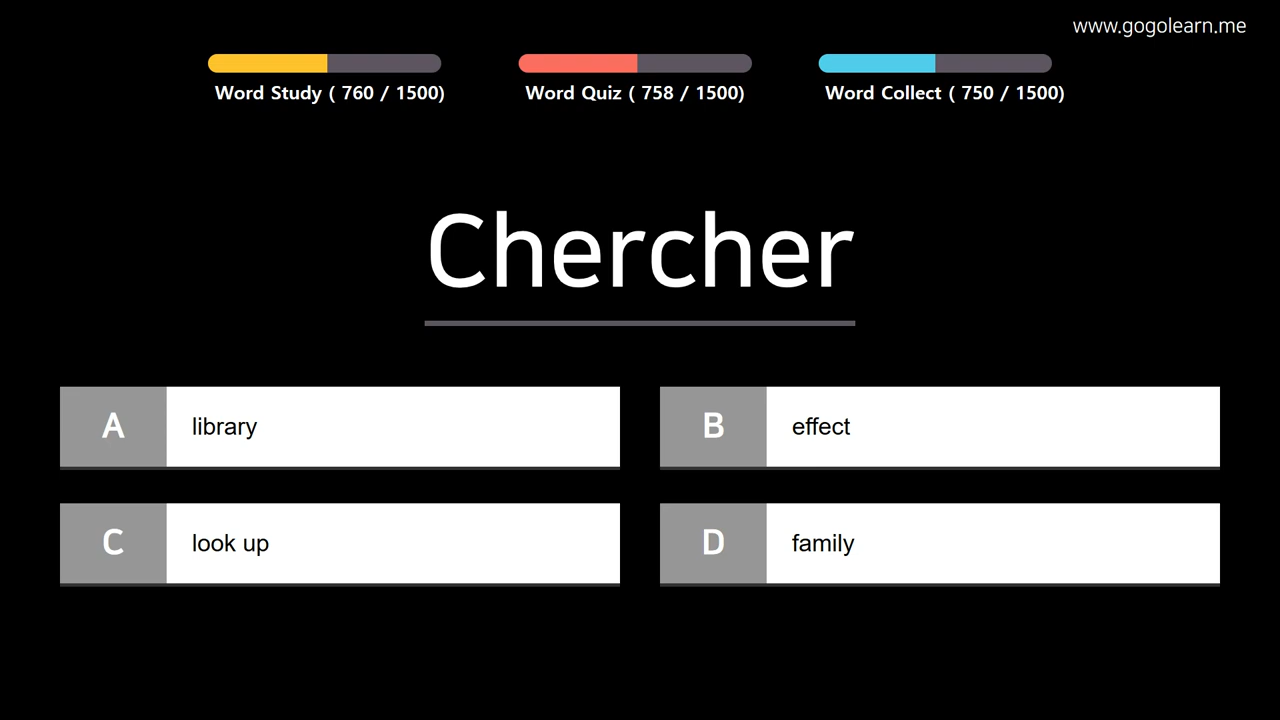 www.gogolearn.me
Word Study ( 760 / 1500)
Word Quiz ( 758 / 1500)
Word Collect ( 750 / 1500)
Chercher
A library
B effect
C look up
D family